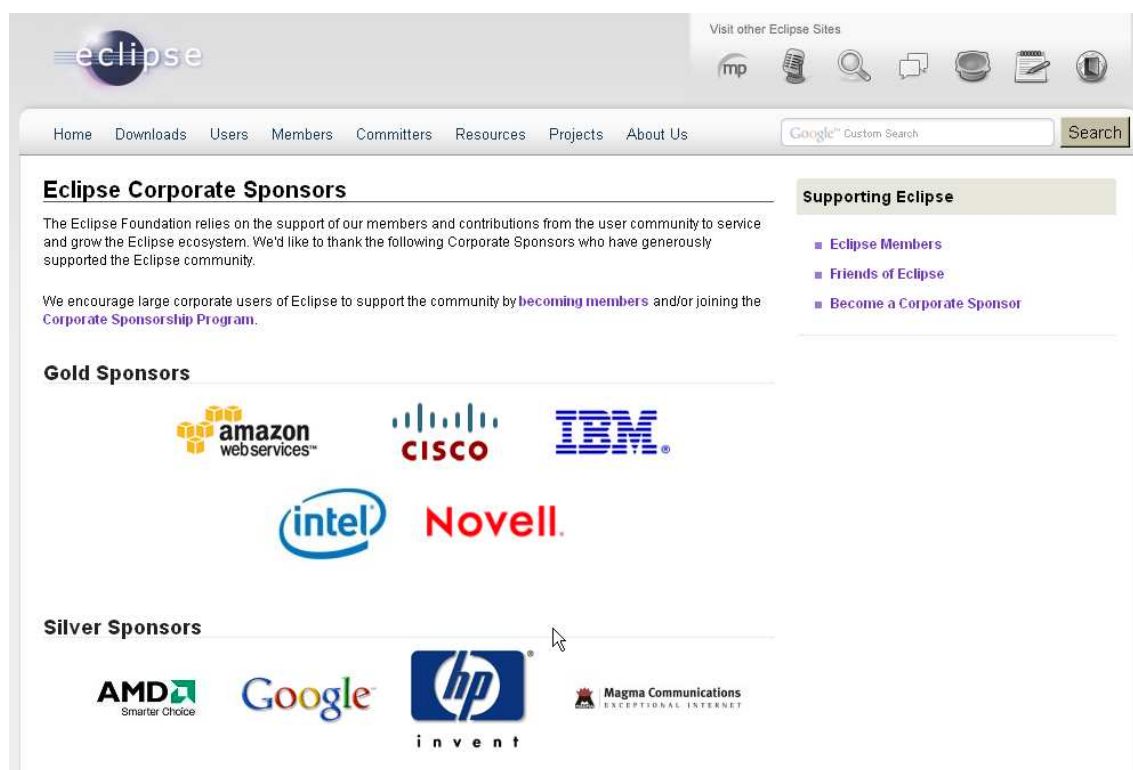 Visit other Eclipse Sites
eclipse
mp
Home Downloads Users Members Committers Resources Projects About Us
Google™ Custom Search
Search
Eclipse Corporate Sponsors
The Eclipse Foundation relies on the support of our members and contributions from the user community to service
and grow the Eclipse ecosystem. We'd like to thank the following Corporate Sponsors who have generously
supported the Eclipse community.
We encourage large corporate users of Eclipse to support the community by becoming members and/or joining the
Corporate Sponsorship Program.
Supporting Eclipse
Eclipse Members
Friends of Eclipse
Become a Corporate Sponsor
Gold Sponsors
amazon
webservices™
CISCO
IBM®
intel
Novell.
Silver Sponsors
AMD
Smarter Choice
Google™
hp®
invent
Magma Communications
EXCEPTIONAL INTERNET